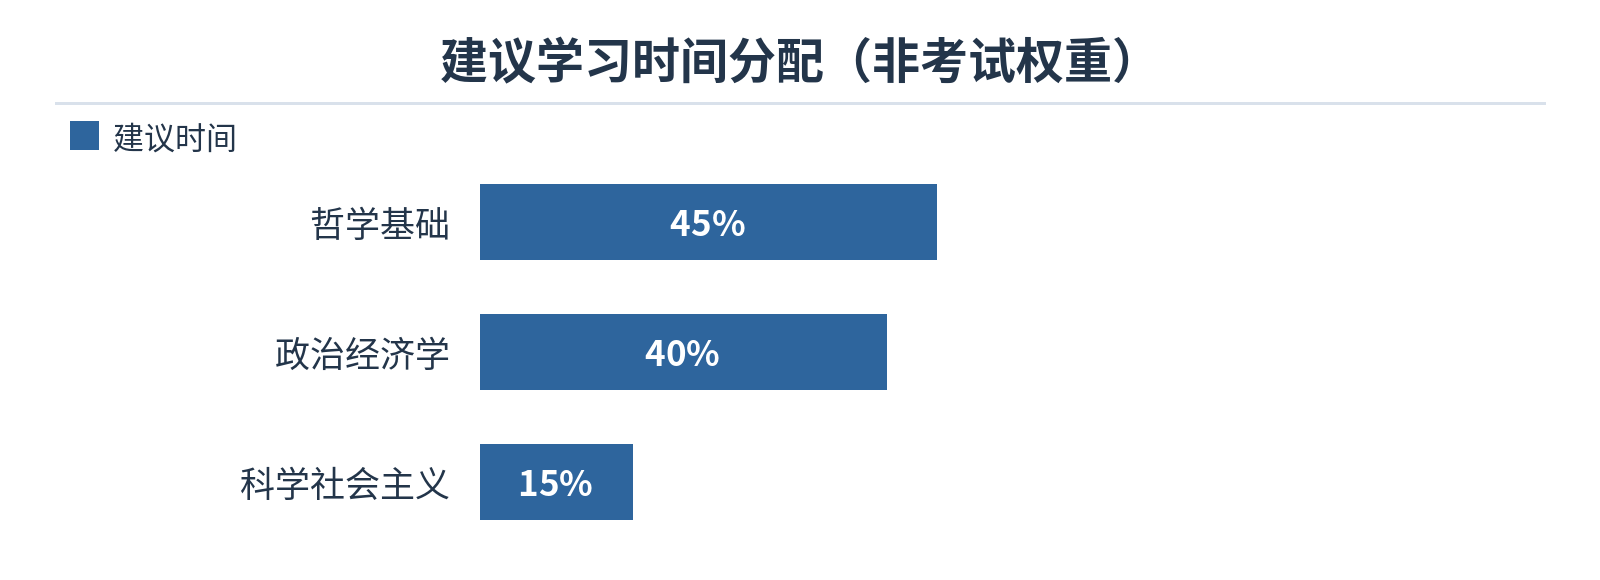 建议学习时间分配（非考试权重）
建议时间
哲学基础 45%
政治经济学 40%
科学社会主义 15%